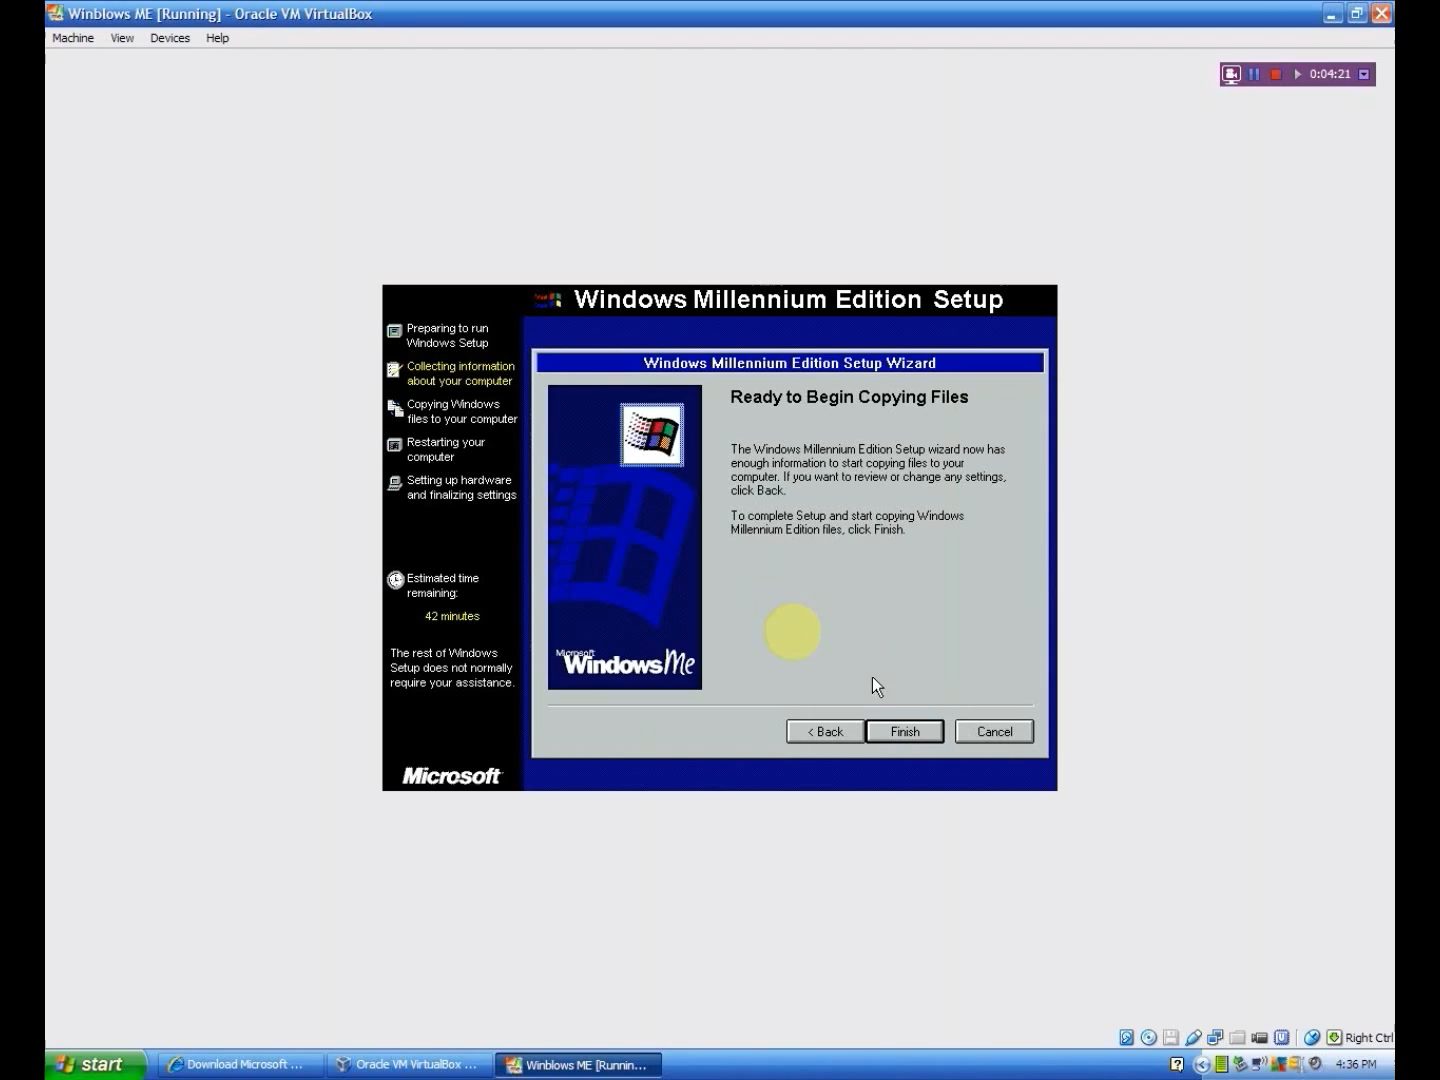 Winblows ME [Running] - Oracle VM VirtualBox
Machine View Devices Help
0:04:21
Windows Millennium Edition Setup
Preparing to run
Windows Setup
Collecting information
about your computer
Copying Windows
files to your computer
Restarting your
computer
Setting up hardware
and finalizing settings
Estimated time
remaining:
42 minutes
The rest of Windows
Setup does not normally
require your assistance.
Microsoft
Windows Millennium Edition Setup Wizard
Microsoft
Windows Me
Ready to Begin Copying Files
The Windows Millennium Edition Setup wizard now has
enough information to start copying files to your
computer. If you want to review or change any settings,
click Back.
To complete Setup and start copying Windows
Millennium Edition files, click Finish.
< Back Finish Cancel
Right Ctrl
start Download Microsoft ... Oracle VM VirtualBox ... Winblows ME [Runnin... 4:36 PM